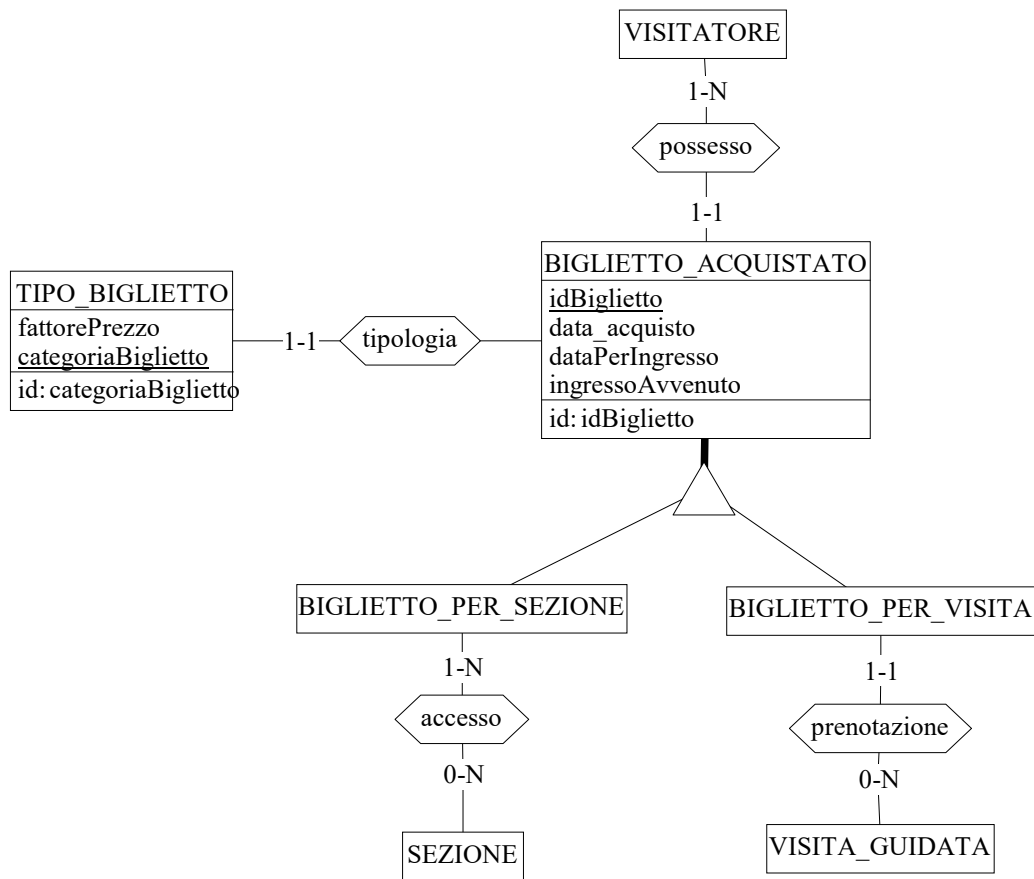 VISITATORE
1-N
possesso
1-1
TIPO_BIGLIETTO
fattorePrezzo
categoriaBiglietto
id: categoriaBiglietto
1-1
tipologia
BIGLIETTO_ACQUISTATO
idBiglietto
data_acquisto
dataPerIngresso
ingressoAvvenuto
id: idBiglietto
BIGLIETTO_PER_SEZIONE
1-N
accesso
0-N
SEZIONE
BIGLIETTO_PER_VISITA
1-1
prenotazione
0-N
VISITA_GUIDATA